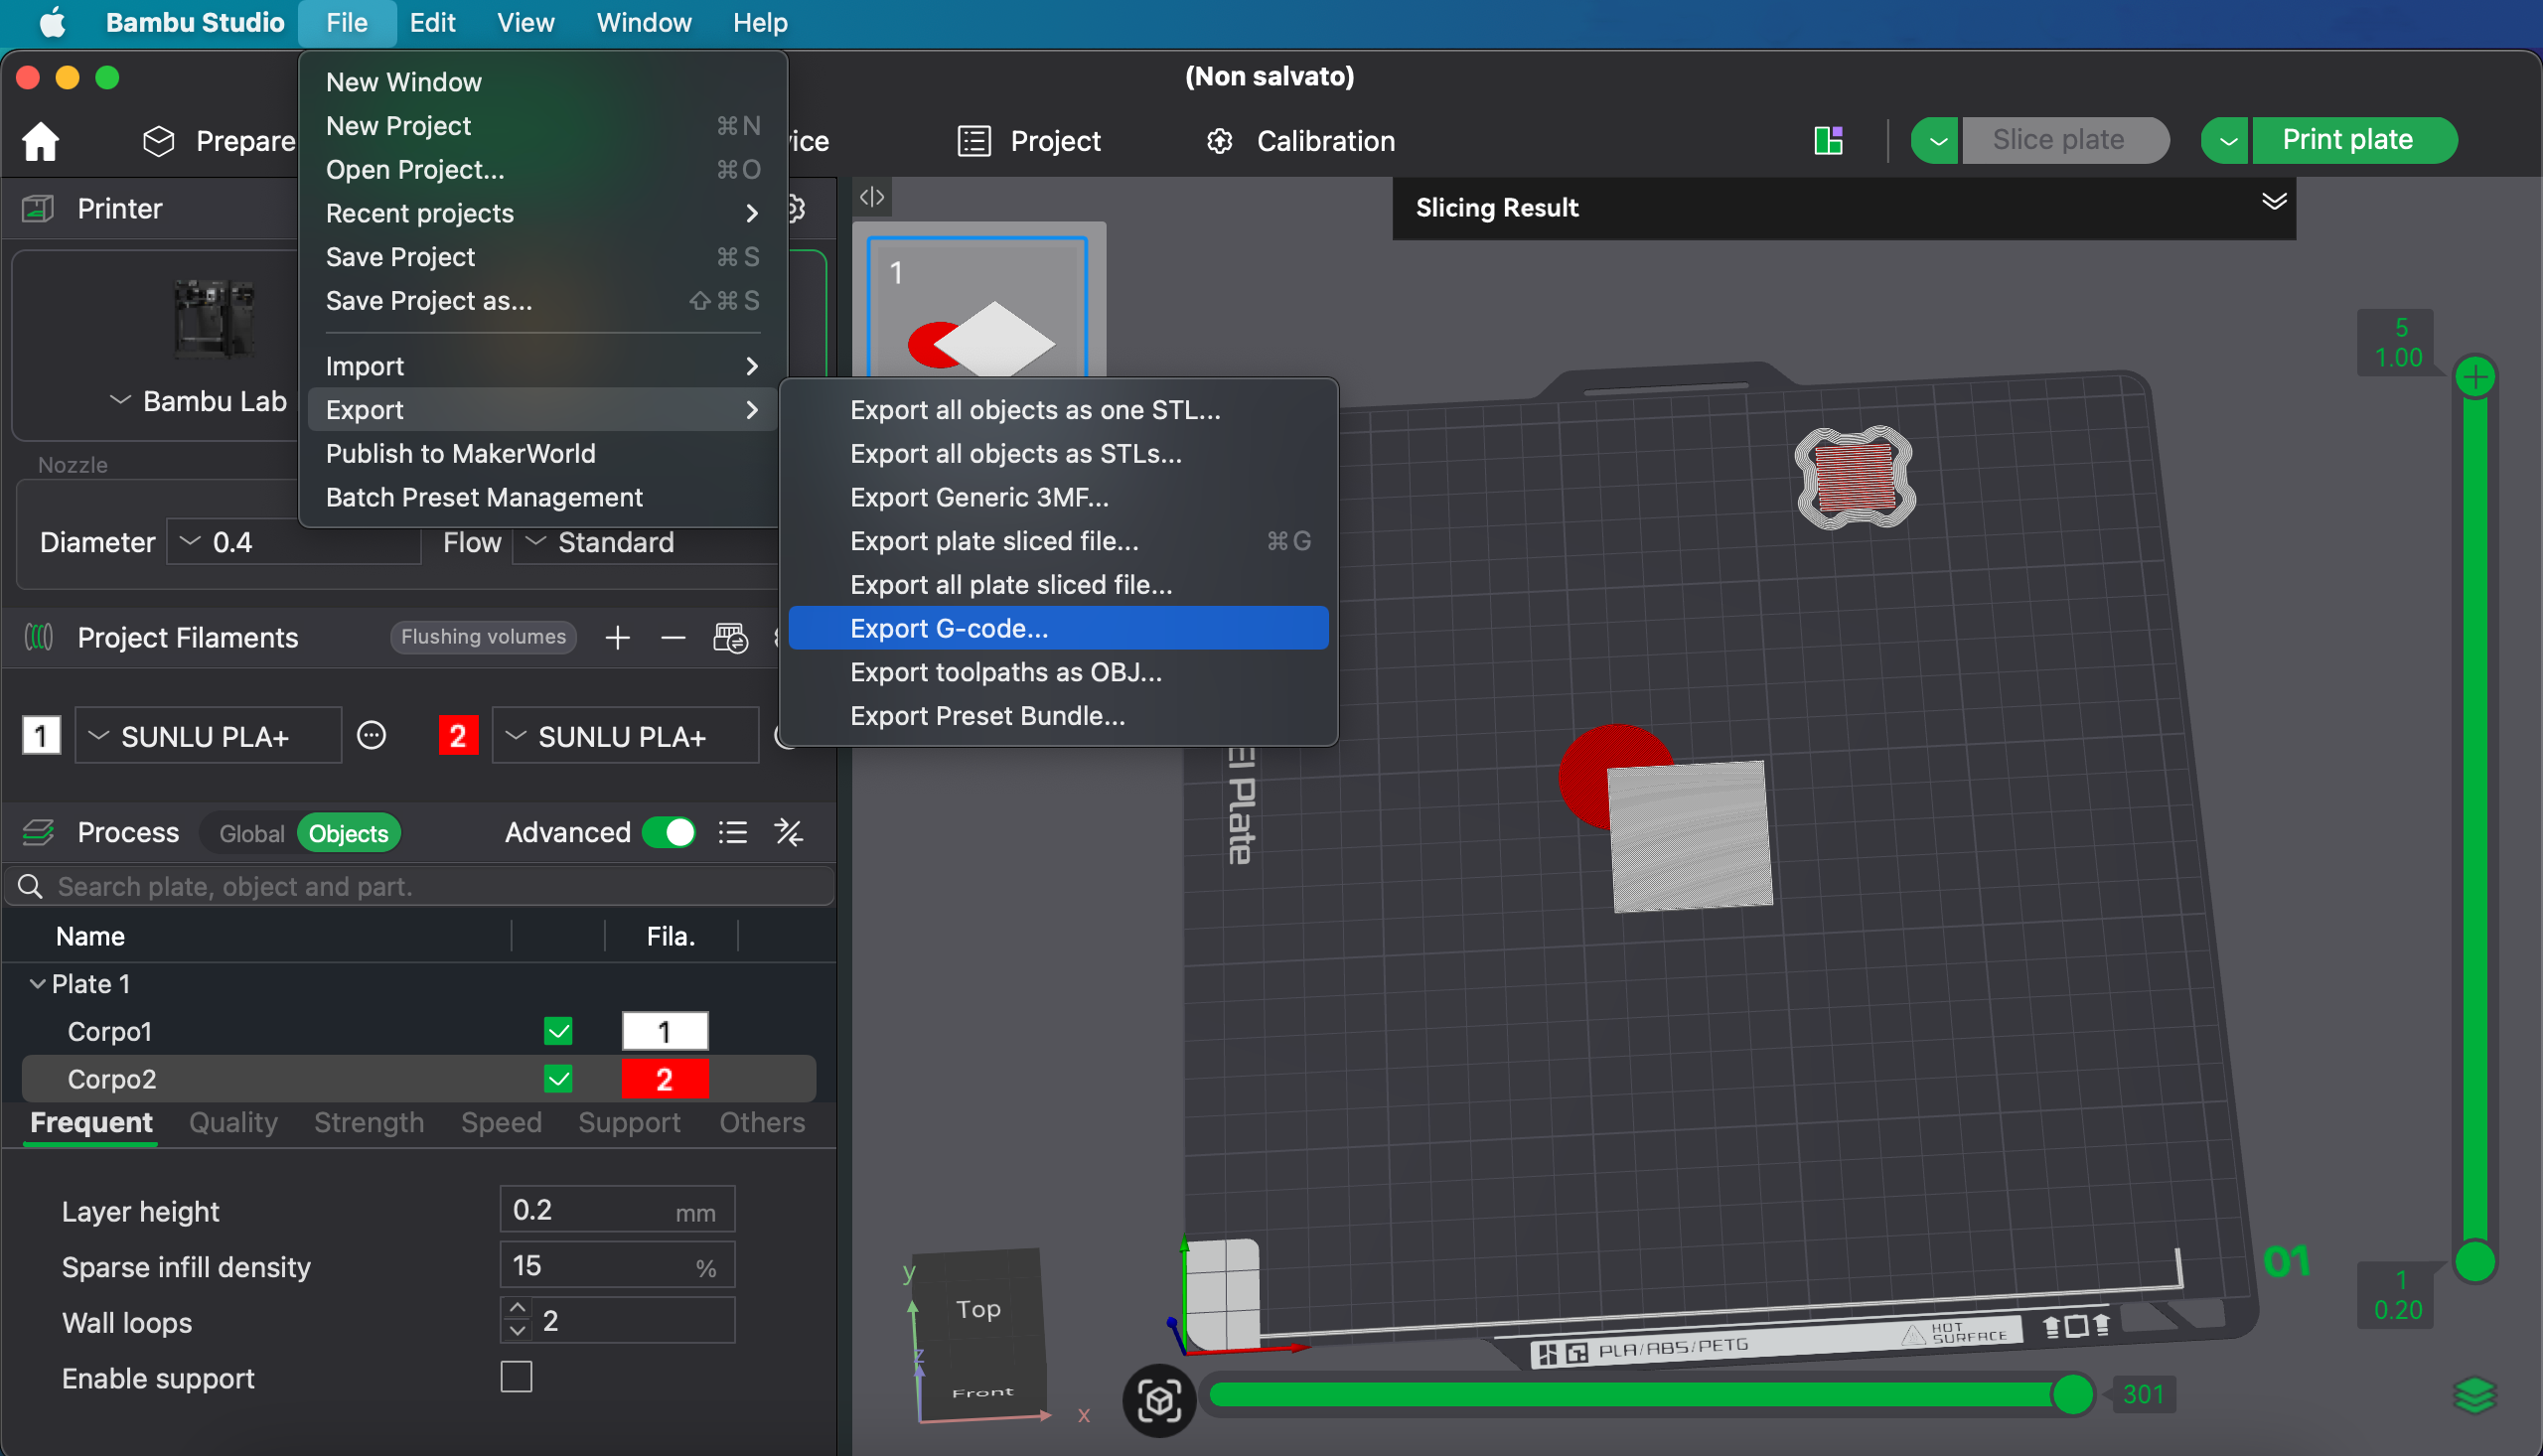 Bambu Studio File Edit View Window Help
(Non salvato)
New Window
New Project ⌘N
Open Project... ⌘O
Recent projects
Save Project ⌘S
Save Project as... ⇧⌘S
Import
Export
Publish to MakerWorld
Batch Preset Management
Export all objects as one STL...
Export all objects as STLs...
Export Generic 3MF...
Export plate sliced file... ⌘G
Export all plate sliced file...
Export G-code...
Export toolpaths as OBJ...
Export Preset Bundle...
Prepare
Project
Calibration
Slice plate
Print plate
Printer
Bambu Lab
Nozzle
Diameter 0.4 Flow Standard
Project Filaments Flushing volumes
1 SUNLU PLA+ 2 SUNLU PLA+
Process Global Objects Advanced
Search plate, object and part.
Name Fila.
Plate 1
Corpo1 1
Corpo2 2
Frequent Quality Strength Speed Support Others
Layer height 0.2 mm
Sparse infill density 15 %
Wall loops 2
Enable support
Slicing Result
1
5
1.00
Plate
01
1
0.20
PLA/ABS/PETG
HOT
SURFACE
y
Top
z
Front
x
301